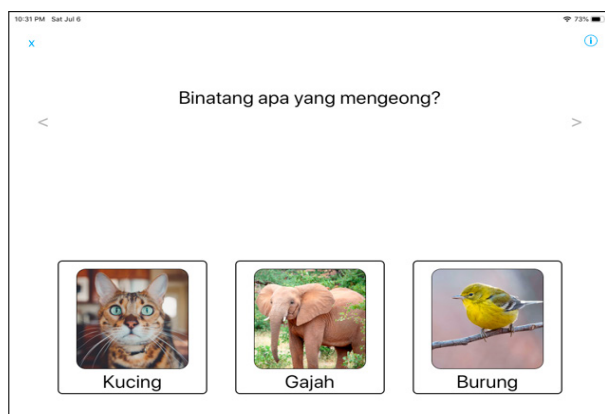 10:31 PM Sat Jul 6 73%
x
Binatang apa yang mengeong?
< >
Kucing Gajah Burung